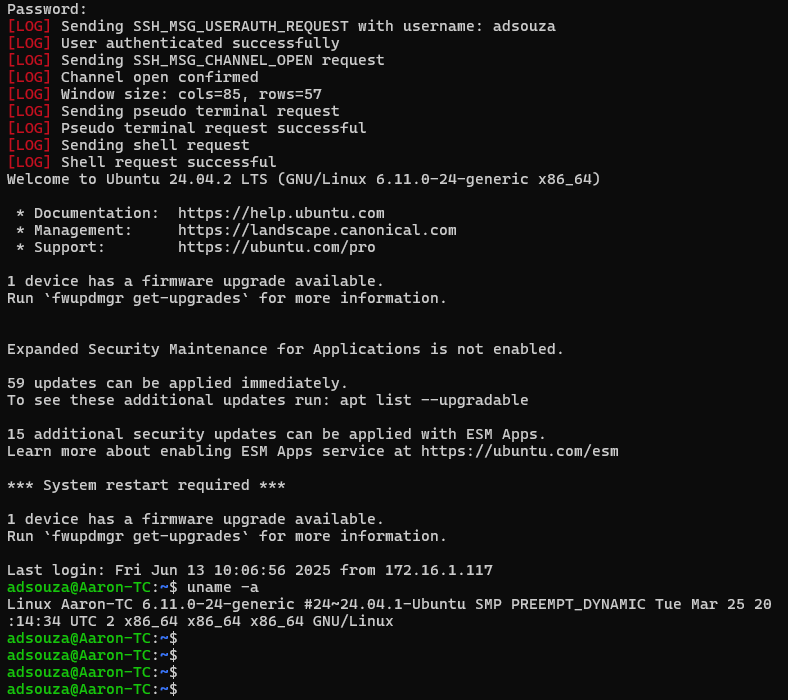 Password:
[LOG] Sending SSH_MSG_USERAUTH_REQUEST with username: adsouza
[LOG] User authenticated successfully
[LOG] Sending SSH_MSG_CHANNEL_OPEN request
[LOG] Channel open confirmed
[LOG] Window size: cols=85, rows=57
[LOG] Sending pseudo terminal request
[LOG] Pseudo terminal request successful
[LOG] Sending shell request
[LOG] Shell request successful
Welcome to Ubuntu 24.04.2 LTS (GNU/Linux 6.11.0-24-generic x86_64)
 * Documentation:  https://help.ubuntu.com
 * Management:     https://landscape.canonical.com
 * Support:        https://ubuntu.com/pro
1 device has a firmware upgrade available.
Run `fwupdmgr get-upgrades` for more information.
Expanded Security Maintenance for Applications is not enabled.
59 updates can be applied immediately.
To see these additional updates run: apt list --upgradable
15 additional security updates can be applied with ESM Apps.
Learn more about enabling ESM Apps service at https://ubuntu.com/esm
*** System restart required ***
1 device has a firmware upgrade available.
Run `fwupdmgr get-upgrades` for more information.
Last login: Fri Jun 13 10:06:56 2025 from 172.16.1.117
adsouza@Aaron-TC:~$ uname -a
Linux Aaron-TC 6.11.0-24-generic #24~24.04.1-Ubuntu SMP PREEMPT_DYNAMIC Tue Mar 25 20
:14:34 UTC 2 x86_64 x86_64 x86_64 GNU/Linux
adsouza@Aaron-TC:~$
adsouza@Aaron-TC:~$
adsouza@Aaron-TC:~$
adsouza@Aaron-TC:~$